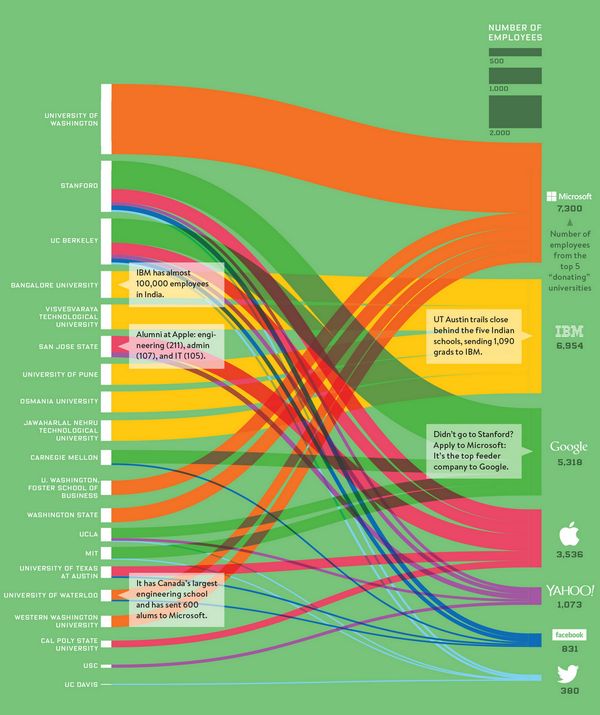 NUMBER OF
EMPLOYEES
500
1,000
2,000
UNIVERSITY OF
WASHINGTON
STANFORD
UC BERKELEY
BANGALORE UNIVERSITY
VISVESVARAYA
TECHNOLOGICAL
UNIVERSITY
SAN JOSE STATE
UNIVERSITY OF PUNE
OSMANIA UNIVERSITY
JAWAHARLAL NEHRU
TECHNOLOGICAL
UNIVERSITY
CARNEGIE MELLON
U. WASHINGTON,
FOSTER SCHOOL OF
BUSINESS
WASHINGTON STATE
UCLA
MIT
UNIVERSITY OF TEXAS
AT AUSTIN
UNIVERSITY OF WATERLOO
WESTERN WASHINGTON
UNIVERSITY
CAL POLY STATE
UNIVERSITY
USC
UC DAVIS
IBM has almost
100,000 employees
in India.
Alumni at Apple: engi-
neering (211), admin
(107), and IT (105).
It has Canada's largest
engineering school
and has sent 600
alums to Microsoft.
UT Austin trails close
behind the five Indian
schools, sending 1,090
grads to IBM.
Didn't go to Stanford?
Apply to Microsoft:
It's the top feeder
company to Google.
Microsoft
7,300
Number of
employees
from the
top 5
"donating"
universities
IBM
6,954
Google
5,318
3,536
YAHOO!
1,073
facebook
831
380